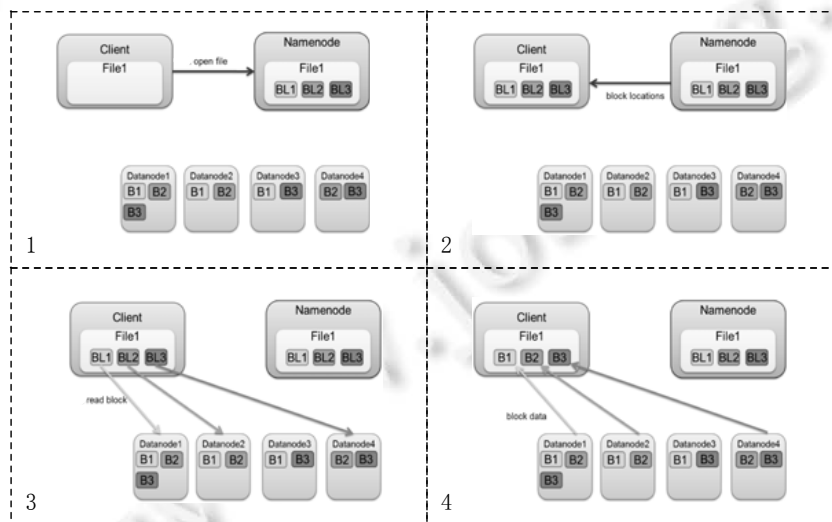 Client
File1
. open file
Namenode
File1
BL1 BL2 BL3
Datanode1
B1 B2
B3
Datanode2
B1 B2
Datanode3
B1 B3
Datanode4
B2 B3
1
Client
File1
BL1 BL2 BL3
block locations
Namenode
File1
BL1 BL2 BL3
Datanode1
B1 B2
B3
Datanode2
B1 B2
Datanode3
B1 B3
Datanode4
B2 B3
2
Client
File1
BL1 BL2 BL3
read block
Namenode
File1
BL1 BL2 BL3
Datanode1
B1 B2
B3
Datanode2
B1 B2
Datanode3
B1 B3
Datanode4
B2 B3
3
Client
File1
B1 B2 B3
block data
Namenode
File1
BL1 BL2 BL3
Datanode1
B1 B2
B3
Datanode2
B1 B2
Datanode3
B1 B3
Datanode4
B2 B3
4